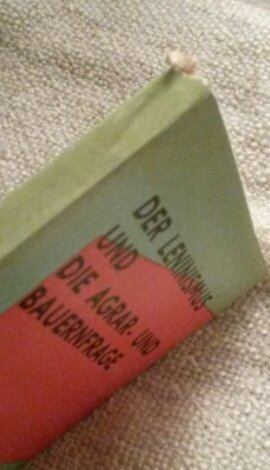 DER LENINISMUS
UND
DIE AGRAR. UND
BAUERNFRAGE